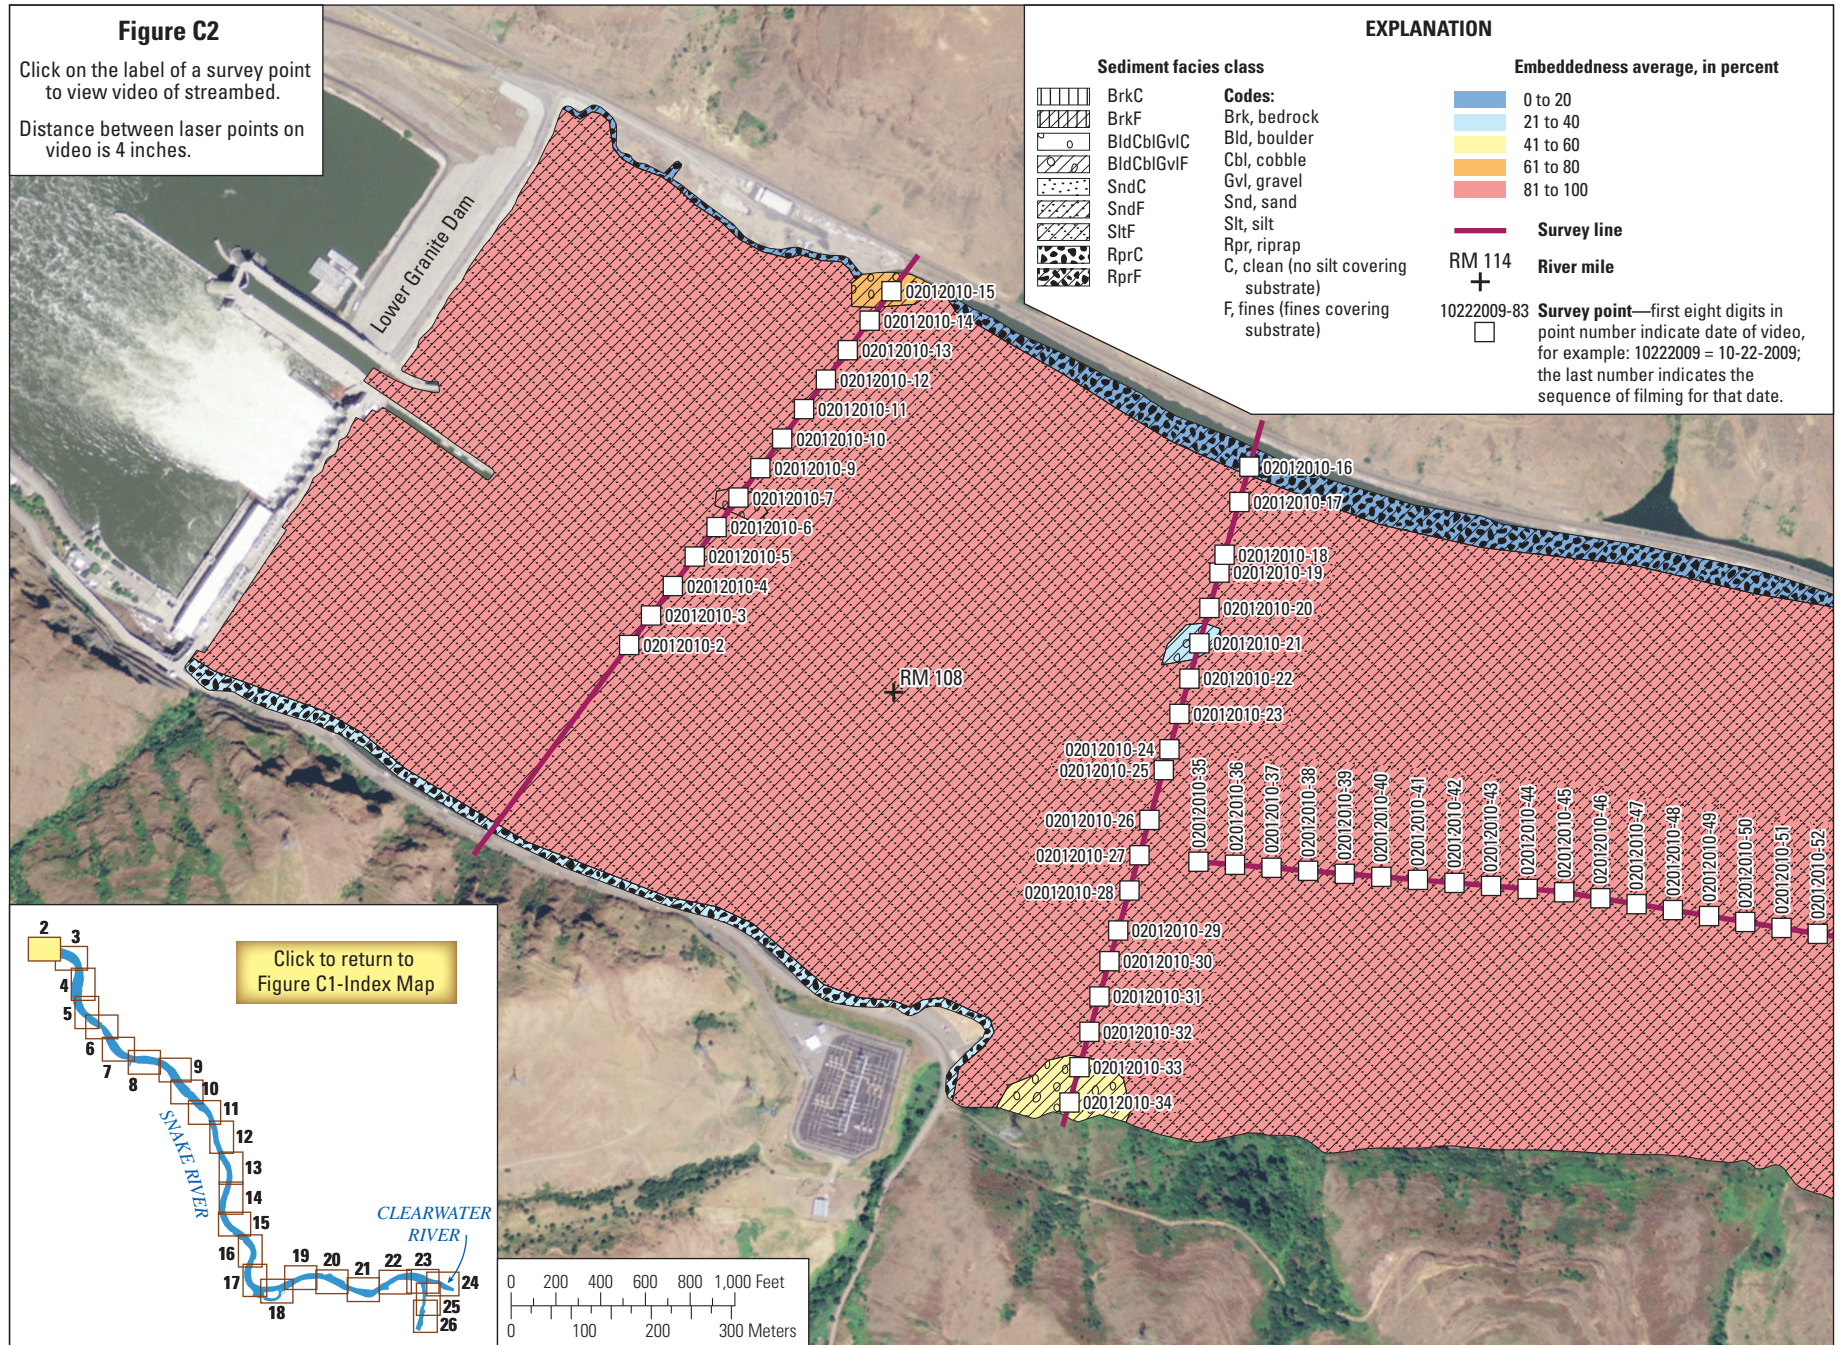 Figure C2
Click on the label of a survey point
to view video of streambed.
Distance between laser points on
video is 4 inches.
EXPLANATION
Sediment facies class
BrkC
BrkF
BldCblGvlC
BldCblGvlF
SndC
SndF
SltF
RprC
RprF
Codes:
Brk, bedrock
Bld, boulder
Cbl, cobble
Gvl, gravel
Snd, sand
Slt, silt
Rpr, riprap
C, clean (no silt covering
substrate)
F, fines (fines covering
substrate)
Embeddedness average, in percent
0 to 20
21 to 40
41 to 60
61 to 80
81 to 100
Survey line
RM 114
River mile
10222009-83
Survey point—first eight digits in
point number indicate date of video,
for example: 10222009 = 10-22-2009;
the last number indicates the
sequence of filming for that date.
Lower Granite Dam
02012010-15
02012010-14
02012010-13
02012010-12
02012010-11
02012010-10
02012010-9
02012010-7
02012010-6
02012010-5
02012010-4
02012010-3
02012010-2
RM 108
02012010-16
02012010-17
02012010-18
02012010-19
02012010-20
02012010-21
02012010-22
02012010-23
02012010-24
02012010-25
02012010-26
02012010-27
02012010-28
02012010-29
02012010-30
02012010-31
02012010-32
02012010-33
02012010-34
02012010-35
02012010-36
02012010-37
02012010-38
02012010-39
02012010-40
02012010-41
02012010-42
02012010-43
02012010-44
02012010-45
02012010-46
02012010-47
02012010-48
02012010-49
02012010-50
02012010-51
02012010-52
Click to return to
Figure C1-Index Map
2
3
4
5
6
7
8
9
10
11
12
13
14
15
16
17
18
19
20
21
22
23
24
25
26
SNAKE RIVER
CLEARWATER
RIVER
0 200 400 600 800 1,000 Feet
0 100 200 300 Meters